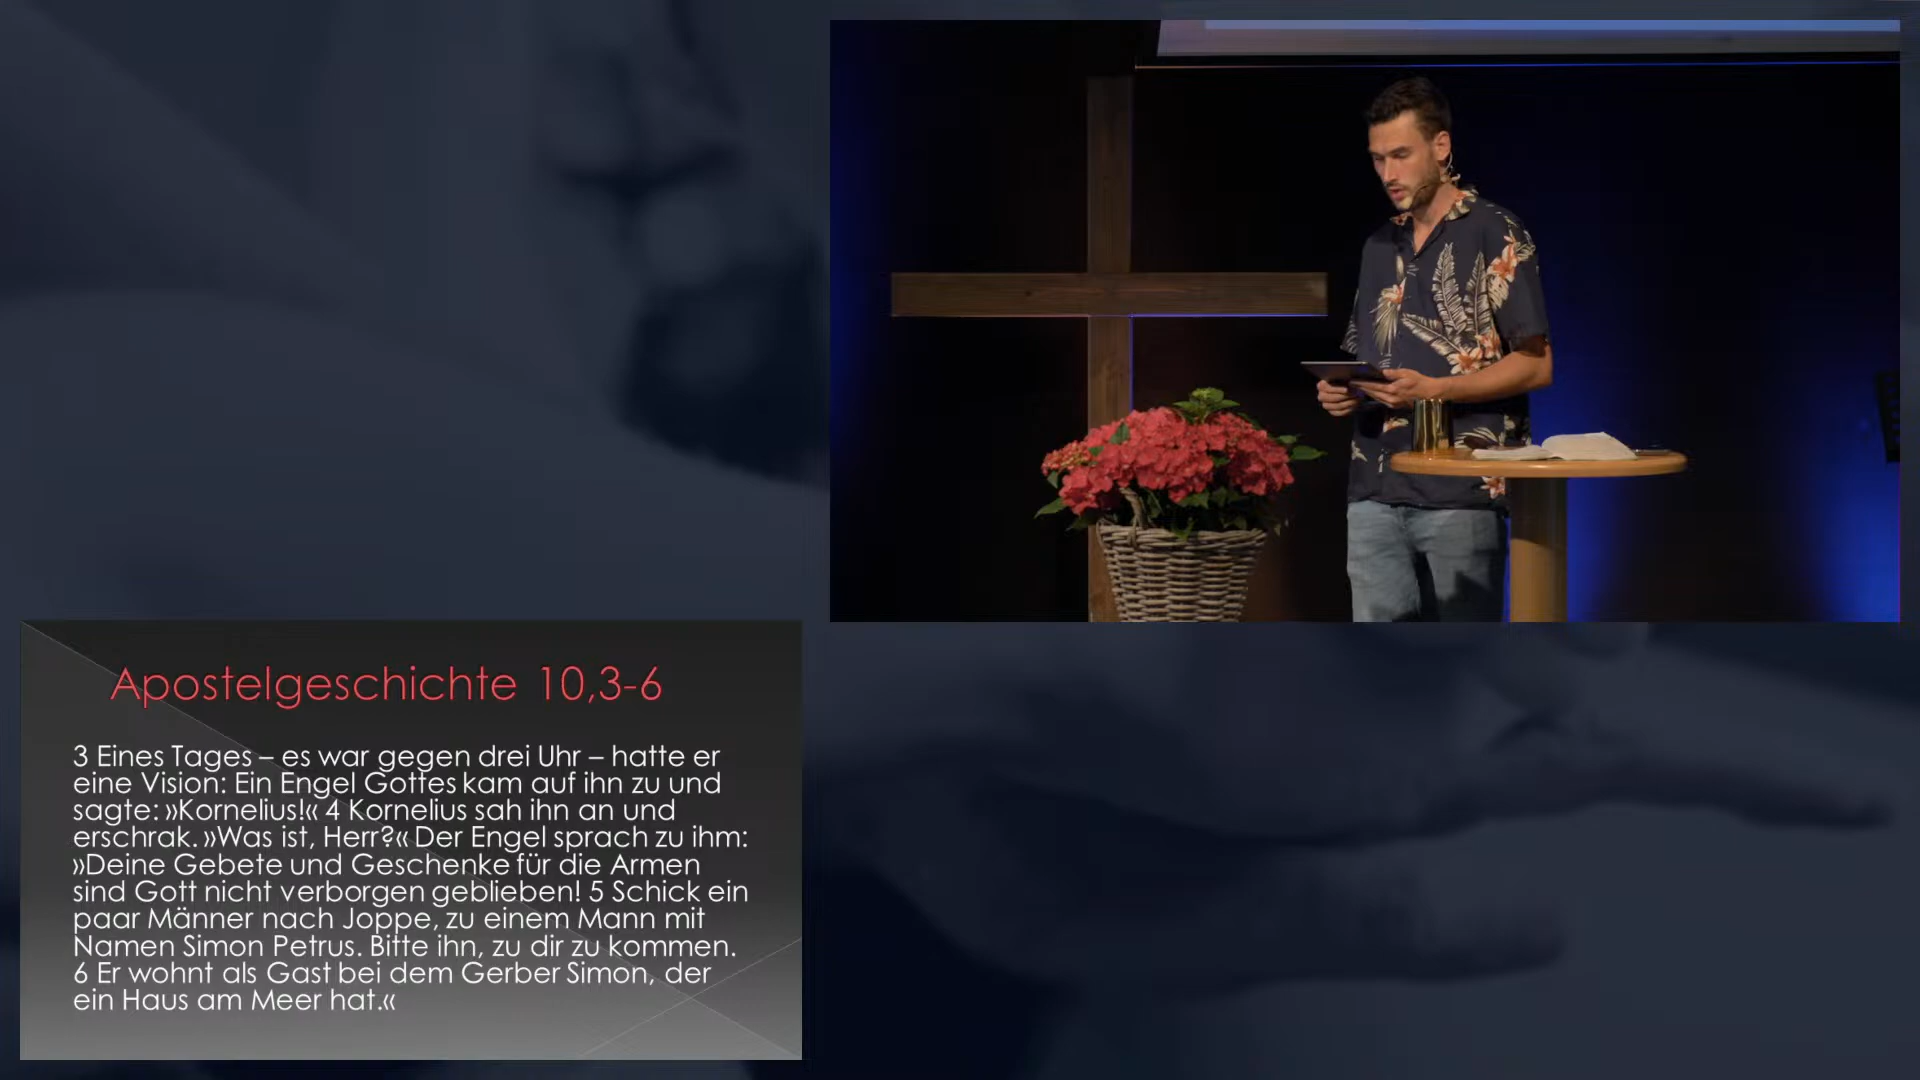 Apostelgeschichte 10,3-6
3 Eines Tages – es war gegen drei Uhr – hatte er
eine Vision: Ein Engel Gottes kam auf ihn zu und
sagte: »Kornelius!« 4 Kornelius sah ihn an und
erschrak. »Was ist, Herr?« Der Engel sprach zu ihm:
»Deine Gebete und Geschenke für die Armen
sind Gott nicht verborgen geblieben! 5 Schick ein
paar Männer nach Joppe, zu einem Mann mit
Namen Simon Petrus. Bitte ihn, zu dir zu kommen.
6 Er wohnt als Gast bei dem Gerber Simon, der
ein Haus am Meer hat.«